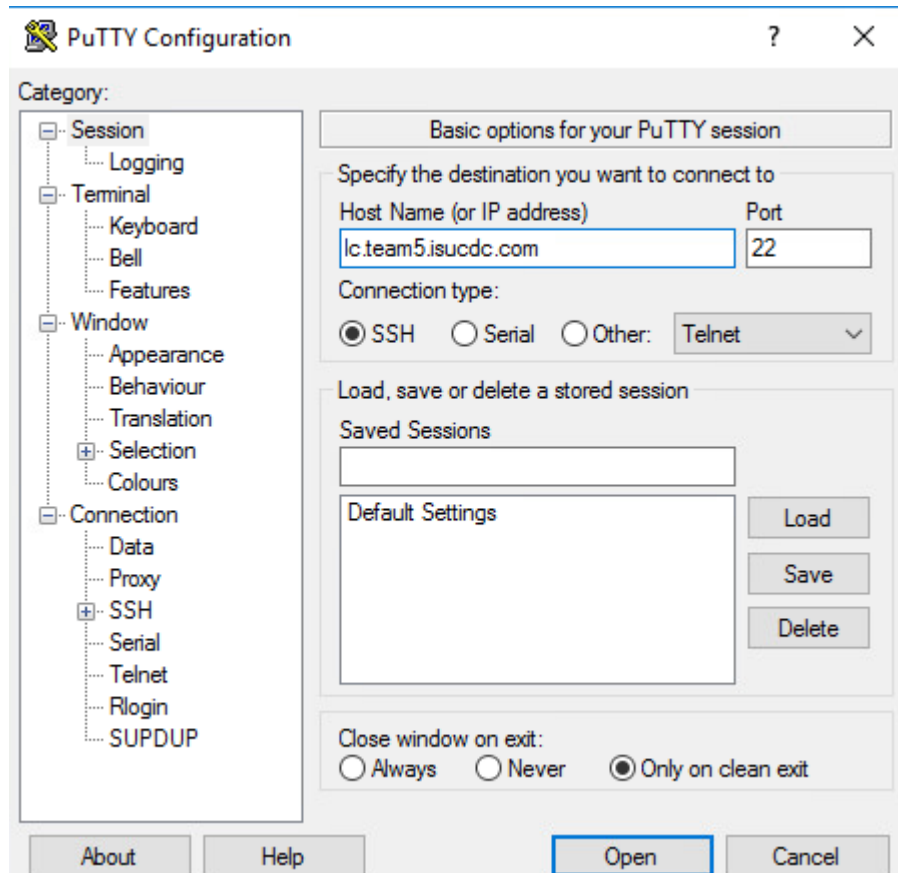 PuTTY Configuration
?
Category:
Session
Logging
Terminal
Keyboard
Bell
Features
Window
Appearance
Behaviour
Translation
Selection
Colours
Connection
Data
Proxy
SSH
Serial
Telnet
Rlogin
SUPDUP
Basic options for your PuTTY session
Specify the destination you want to connect to
Host Name (or IP address) Port
lc.team5.isucdc.com 22
Connection type:
SSH Serial Other: Telnet
Load, save or delete a stored session
Saved Sessions
Default Settings
Load
Save
Delete
Close window on exit:
Always Never Only on clean exit
About Help Open Cancel